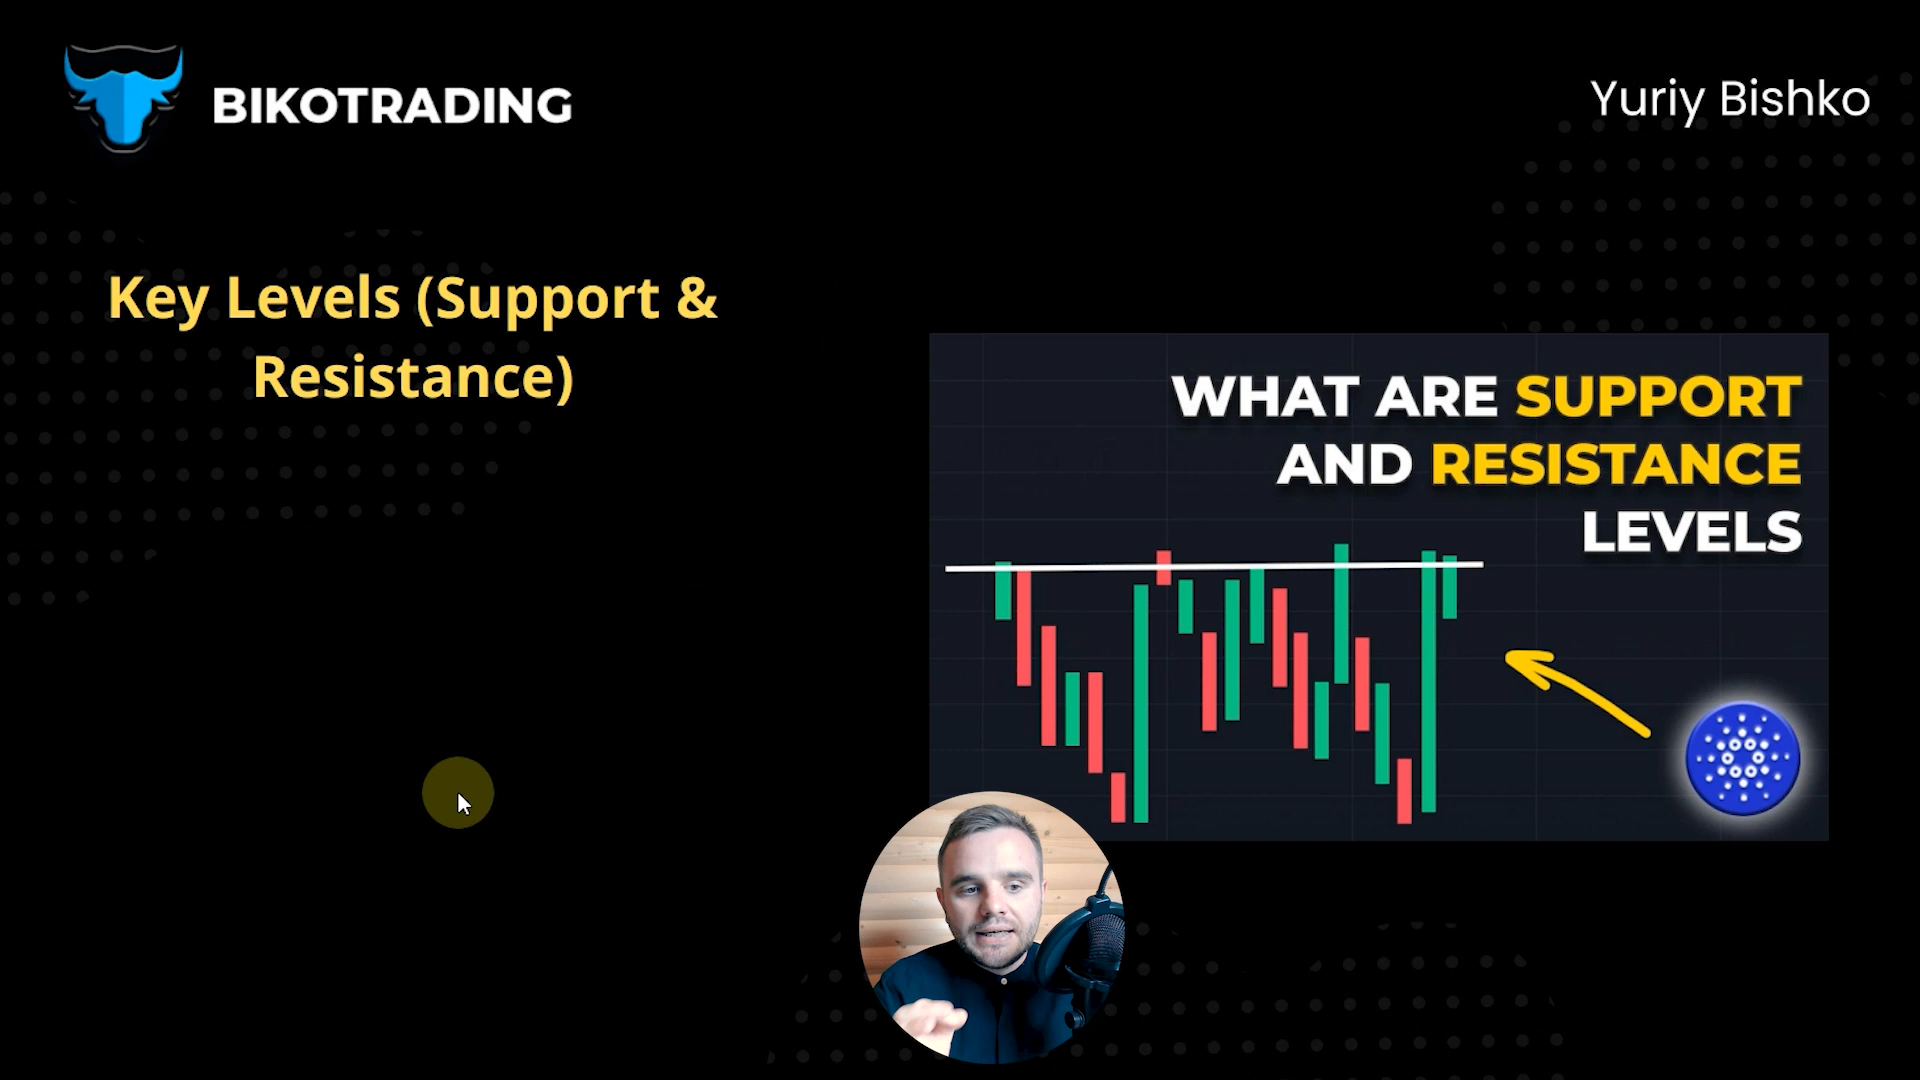 BIKOTRADING
Yuriy Bishko
Key Levels (Support &
Resistance)
WHAT ARE SUPPORT
AND RESISTANCE
LEVELS